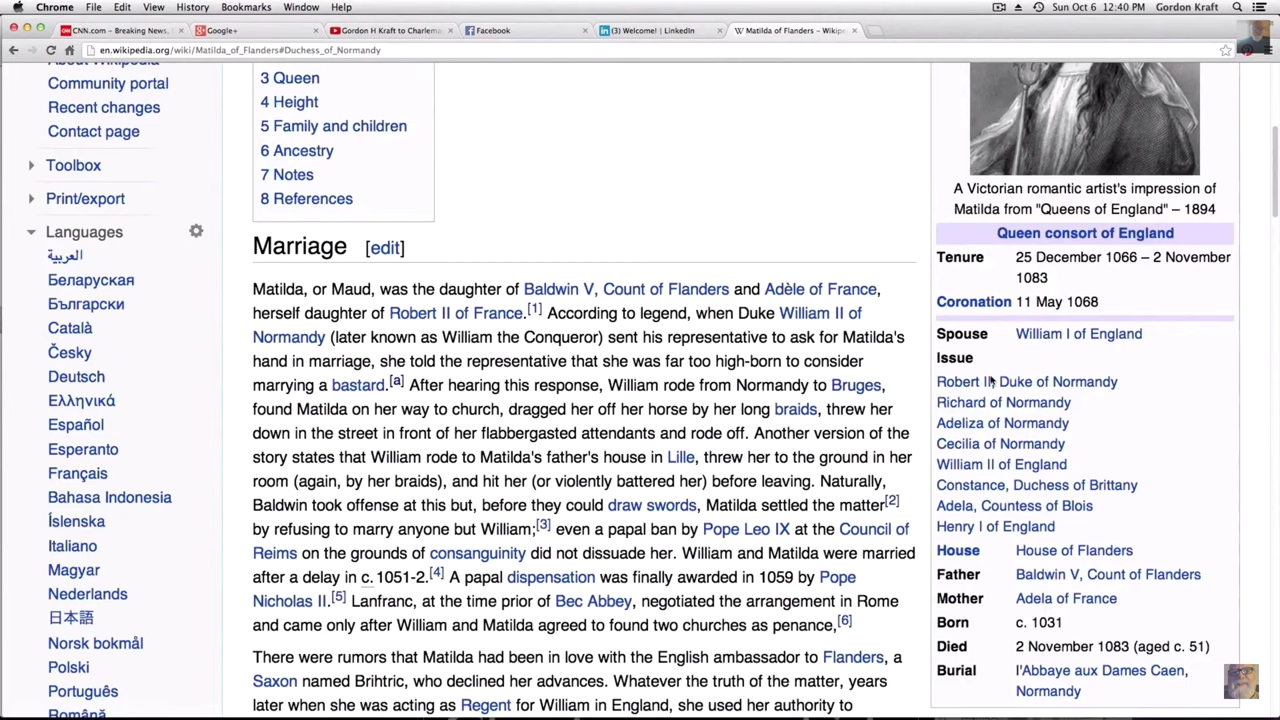 Chrome File Edit View History Bookmarks Window Help Sun Oct 6 12:40 PM Gordon Kraft
CNN.com – Breaking News, Google+ Gordon H Kraft to Charlema Facebook (3) Welcome! | LinkedIn Matilda of Flanders – Wikipe
en.wikipedia.org/wiki/Matilda_of_Flanders#Duchess_of_Normandy
About Wikipedia
Community portal
Recent changes
Contact page
Toolbox
Print/export
Languages
العربية
Беларуская
Български
Català
Česky
Deutsch
Ελληνικά
Español
Esperanto
Français
Bahasa Indonesia
Íslenska
Italiano
Magyar
Nederlands
日本語
Norsk bokmål
Polski
Português
Română
3 Queen
4 Height
5 Family and children
6 Ancestry
7 Notes
8 References
Marriage [edit]
Matilda, or Maud, was the daughter of Baldwin V, Count of Flanders and Adèle of France,
herself daughter of Robert II of France.[1] According to legend, when Duke William II of
Normandy (later known as William the Conqueror) sent his representative to ask for Matilda's
hand in marriage, she told the representative that she was far too high-born to consider
marrying a bastard.[a] After hearing this response, William rode from Normandy to Bruges,
found Matilda on her way to church, dragged her off her horse by her long braids, threw her
down in the street in front of her flabbergasted attendants and rode off. Another version of the
story states that William rode to Matilda's father's house in Lille, threw her to the ground in her
room (again, by her braids), and hit her (or violently battered her) before leaving. Naturally,
Baldwin took offense at this but, before they could draw swords, Matilda settled the matter[2]
by refusing to marry anyone but William;[3] even a papal ban by Pope Leo IX at the Council of
Reims on the grounds of consanguinity did not dissuade her. William and Matilda were married
after a delay in c. 1051-2.[4] A papal dispensation was finally awarded in 1059 by Pope
Nicholas II.[5] Lanfranc, at the time prior of Bec Abbey, negotiated the arrangement in Rome
and came only after William and Matilda agreed to found two churches as penance,[6]
There were rumors that Matilda had been in love with the English ambassador to Flanders, a
Saxon named Brihtric, who declined her advances. Whatever the truth of the matter, years
later when she was acting as Regent for William in England, she used her authority to
A Victorian romantic artist's impression of
Matilda from "Queens of England" – 1894
Queen consort of England
Tenure 25 December 1066 – 2 November
1083
Coronation 11 May 1068
Spouse William I of England
Issue
Robert II, Duke of Normandy
Richard of Normandy
Adeliza of Normandy
Cecilia of Normandy
William II of England
Constance, Duchess of Brittany
Adela, Countess of Blois
Henry I of England
House House of Flanders
Father Baldwin V, Count of Flanders
Mother Adela of France
Born c. 1031
Died 2 November 1083 (aged c. 51)
Burial l'Abbaye aux Dames Caen,
Normandy